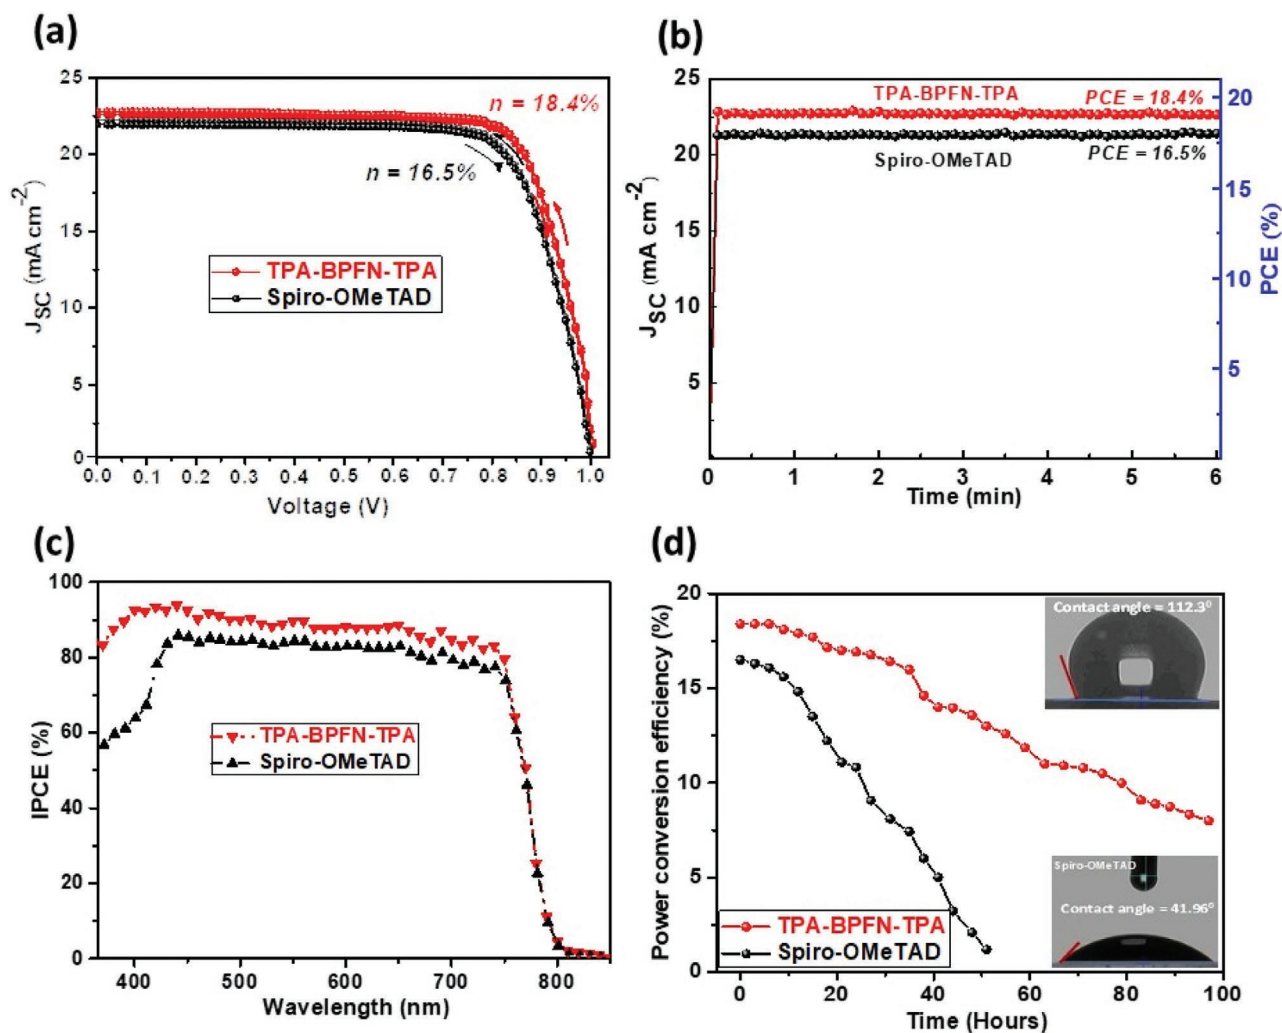 (a)
25
20
15
10
5
0
J_SC (mA cm⁻²)
n = 18.4%
n = 16.5%
TPA-BPFN-TPA
Spiro-OMeTAD
0.0 0.1 0.2 0.3 0.4 0.5 0.6 0.7 0.8 0.9 1.0
Voltage (V)
(b)
25
20
15
10
5
J_SC (mA cm⁻²)
TPA-BPFN-TPA
PCE = 18.4%
Spiro-OMeTAD
PCE = 16.5%
20
15
10
5
PCE (%)
0 1 2 3 4 5 6
Time (min)
(c)
100
80
60
40
20
0
IPCE (%)
TPA-BPFN-TPA
Spiro-OMeTAD
400 500 600 700 800
Wavelength (nm)
(d)
20
15
10
5
0
Power conversion efficiency (%)
Contact angle = 112.3⁰
Spiro-OMeTAD
Contact angle = 41.96⁰
TPA-BPFN-TPA
Spiro-OMeTAD
0 20 40 60 80 100
Time (Hours)